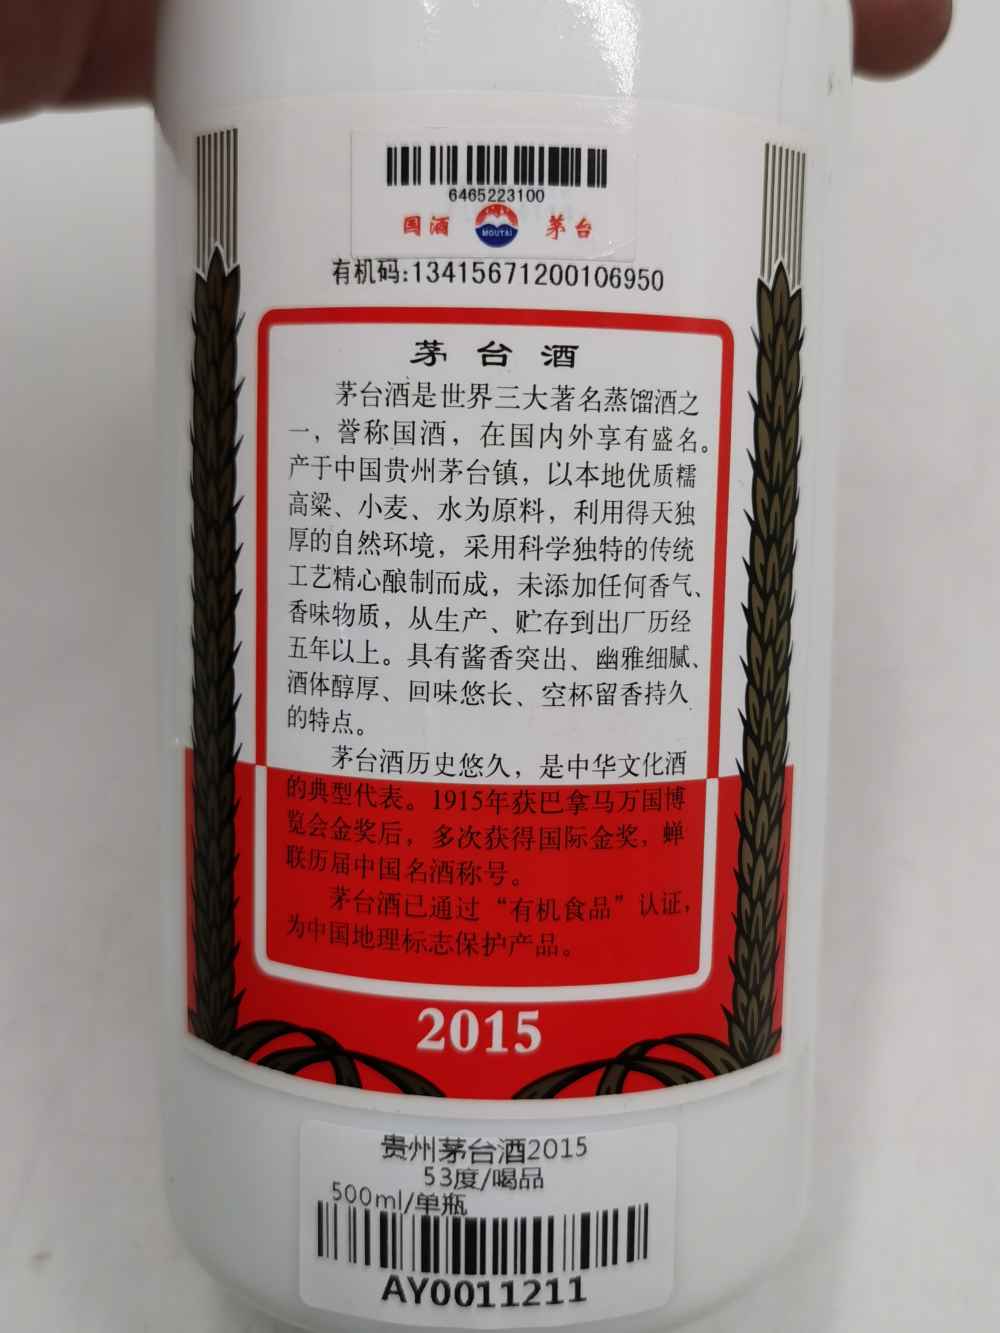 6465223100
国酒 MOUTAI 茅台
有机码:13415671200106950
茅台酒
茅台酒是世界三大著名蒸馏酒之
一，誉称国酒，在国内外享有盛名。
产于中国贵州茅台镇，以本地优质糯
高粱、小麦、水为原料，利用得天独
厚的自然环境，采用科学独特的传统
工艺精心酿制而成，未添加任何香气、
香味物质，从生产、贮存到出厂历经
五年以上。具有酱香突出、幽雅细腻、
酒体醇厚、回味悠长、空杯留香持久
的特点。
茅台酒历史悠久，是中华文化酒
的典型代表。1915年获巴拿马万国博
览会金奖后，多次获得国际金奖，蝉
联历届中国名酒称号。
茅台酒已通过“有机食品”认证，
为中国地理标志保护产品。
2015
贵州茅台酒2015
53度/喝品
500ml/单瓶
AY0011211